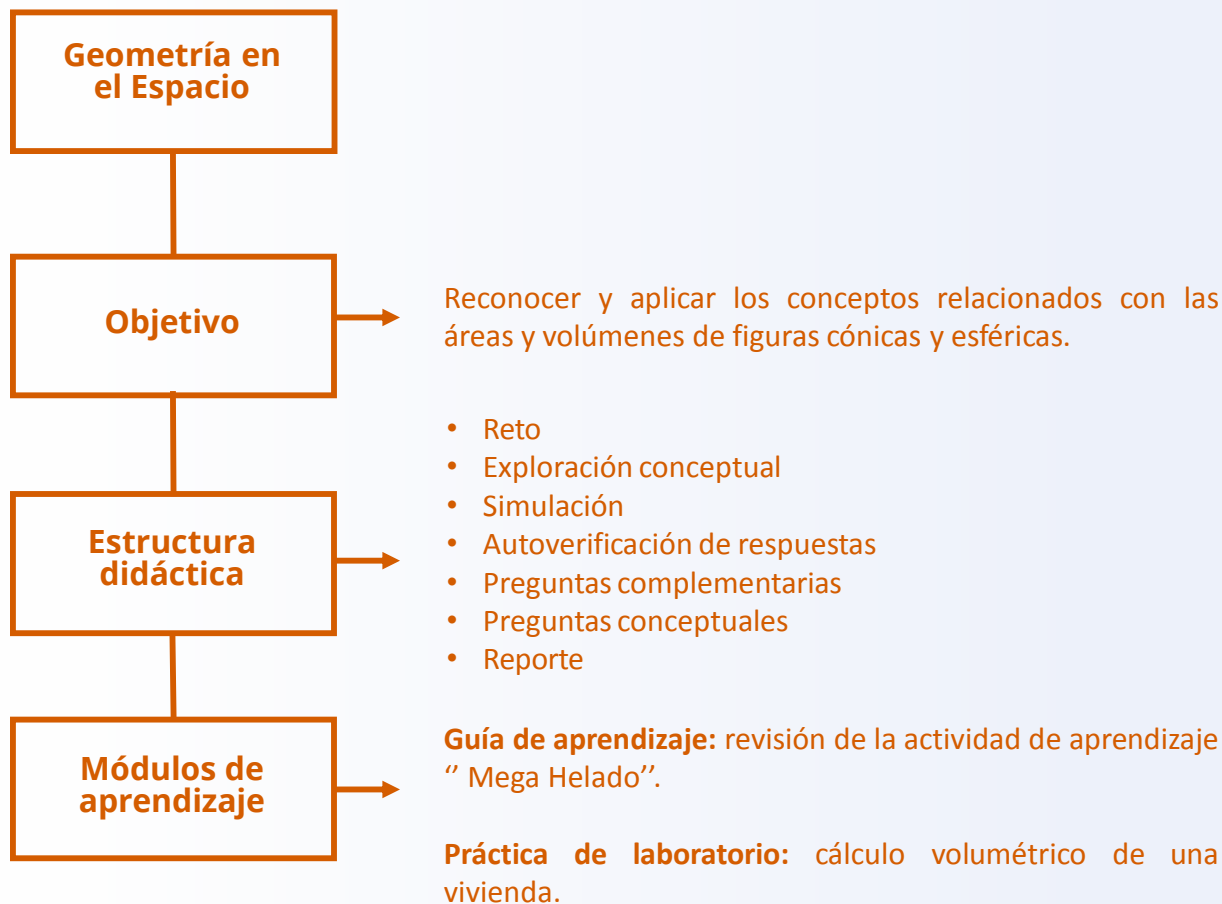 Geometría en
el Espacio
Objetivo
Reconocer y aplicar los conceptos relacionados con las
áreas y volúmenes de figuras cónicas y esféricas.
Estructura
didáctica
• Reto
• Exploración conceptual
• Simulación
• Autoverificación de respuestas
• Preguntas complementarias
• Preguntas conceptuales
• Reporte
Módulos de
aprendizaje
Guía de aprendizaje: revisión de la actividad de aprendizaje
‘’ Mega Helado’’.
Práctica de laboratorio: cálculo volumétrico de una
vivienda.